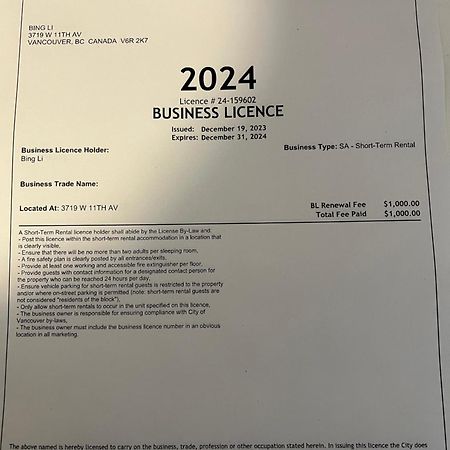 BING LI
3719 W 11TH AV
VANCOUVER, BC CANADA V6R 2K7
2024
Licence # 24-159602
BUSINESS LICENCE
Issued: December 19, 2023
Expires: December 31, 2024
Business Licence Holder:
Bing Li
Business Type: SA - Short-Term Rental
Business Trade Name:
Located At: 3719 W 11TH AV
BL Renewal Fee $1,000.00
Total Fee Paid $1,000.00
A Short-Term Rental licence holder shall abide by the License By-Law and:
- Post this licence within the short-term rental accommodation in a location that
is clearly visible,
- Ensure that there will be no more than two adults per sleeping room,
- A fire safety plan is clearly posted by all entrances/exits,
- Provide at least one working and accessible fire extinguisher per floor,
- Provide guests with contact information for a designated contact person for
the property who can be reached 24 hours per day,
- Ensure vehicle parking for short-term rental guests is restricted to the property
and/or where on-street parking is permitted (note: short-term rental guests are
not considered "residents of the block"),
- Only allow short-term rentals to occur in the unit specified on this licence,
- The business owner is responsible for ensuring compliance with City of
Vancouver by-laws,
- The business owner must include the business licence number in an obvious
location in all marketing.
The above named is hereby licensed to carry on the business, trade, profession or other occupation stated herein. In issuing this licence the City does